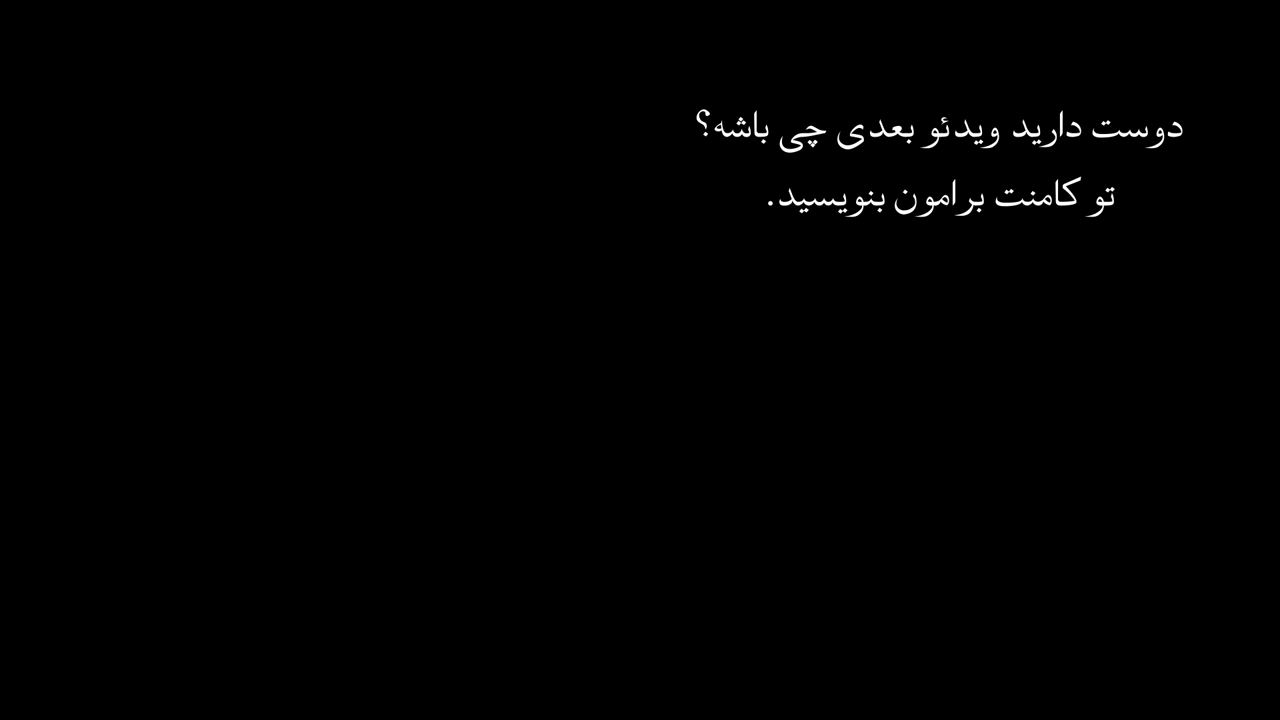 دوست دارید ویدئو بعدی چی باشه؟
تو کامنت برامون بنویسید.